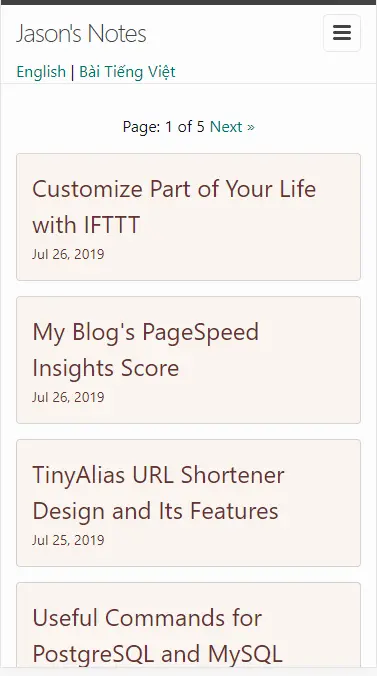 Jason's Notes
English | Bài Tiếng Việt
Page: 1 of 5 Next »
Customize Part of Your Life
with IFTTT
Jul 26, 2019
My Blog's PageSpeed
Insights Score
Jul 26, 2019
TinyAlias URL Shortener
Design and Its Features
Jul 25, 2019
Useful Commands for
PostgreSQL and MySQL